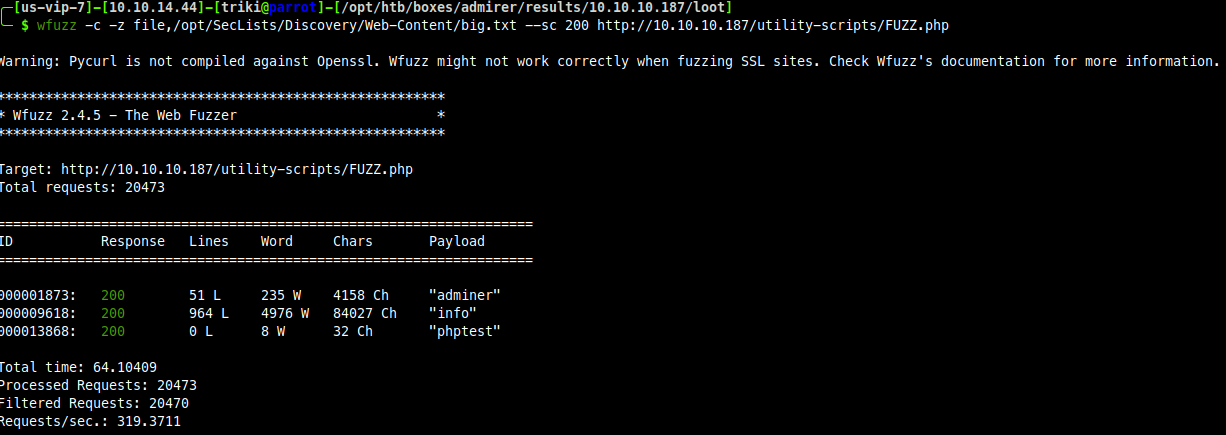 [us-vip-7]-[10.10.14.44]-[triki@parrot]-[/opt/htb/boxes/admirer/results/10.10.10.187/loot]
$ wfuzz -c -z file,/opt/SecLists/Discovery/Web-Content/big.txt --sc 200 http://10.10.10.187/utility-scripts/FUZZ.php
Warning: Pycurl is not compiled against Openssl. Wfuzz might not work correctly when fuzzing SSL sites. Check Wfuzz's documentation for more information.
********************************************************
* Wfuzz 2.4.5 - The Web Fuzzer                         *
********************************************************
Target: http://10.10.10.187/utility-scripts/FUZZ.php
Total requests: 20473
===================================================================
ID           Response   Lines    Word     Chars       Payload
===================================================================
000001873:   200        51 L     235 W    4158 Ch     "adminer"
000009618:   200        964 L    4976 W   84027 Ch    "info"
000013868:   200        0 L      8 W      32 Ch       "phptest"
Total time: 64.10409
Processed Requests: 20473
Filtered Requests: 20470
Requests/sec.: 319.3711